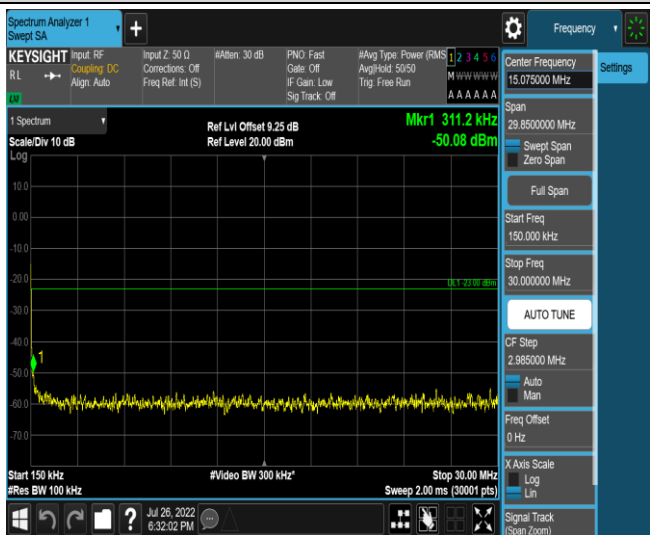 Spectrum Analyzer 1
Swept SA
+
Frequency
KEYSIGHT
RL
LXI
Input: RF
Coupling: DC
Align: Auto
Input Z: 50 Ω
Corrections: Off
Freq Ref: Int (S)
#Atten: 30 dB
PNO: Fast
Gate: Off
IF Gain: Low
Sig Track: Off
#Avg Type: Power (RMS
Avg|Hold: 50/50
Trig: Free Run
1 2 3 4 5 6
M W W W W W
A A A A A A
1 Spectrum
Scale/Div 10 dB
Log
Ref Lvl Offset 9.25 dB
Ref Level 20.00 dBm
Mkr1 311.2 kHz
-50.08 dBm
10.0
0.00
-10.0
-20.0
DL1 -23.00 dBm
-30.0
-40.0
1
-50.0
-60.0
-70.0
Start 150 kHz
#Res BW 100 kHz
#Video BW 300 kHz*
Stop 30.00 MHz
Sweep 2.00 ms (30001 pts)
?
Jul 26, 2022
6:32:02 PM
Center Frequency
15.075000 MHz
Settings
Span
29.8500000 MHz
Swept Span
Zero Span
Full Span
Start Freq
150.000 kHz
Stop Freq
30.000000 MHz
AUTO TUNE
CF Step
2.985000 MHz
Auto
Man
Freq Offset
0 Hz
X Axis Scale
Log
Lin
Signal Track
(Span Zoom)